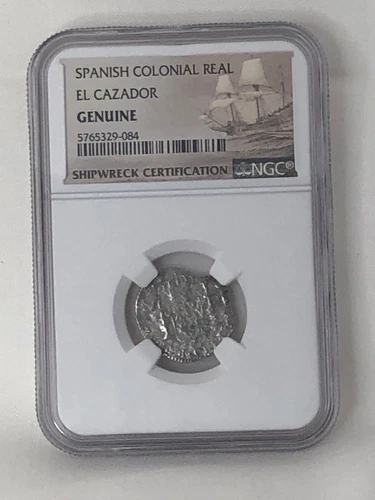 SPANISH COLONIAL REAL
EL CAZADOR
GENUINE
5765329-084
SHIPWRECK CERTIFICATION NGC®